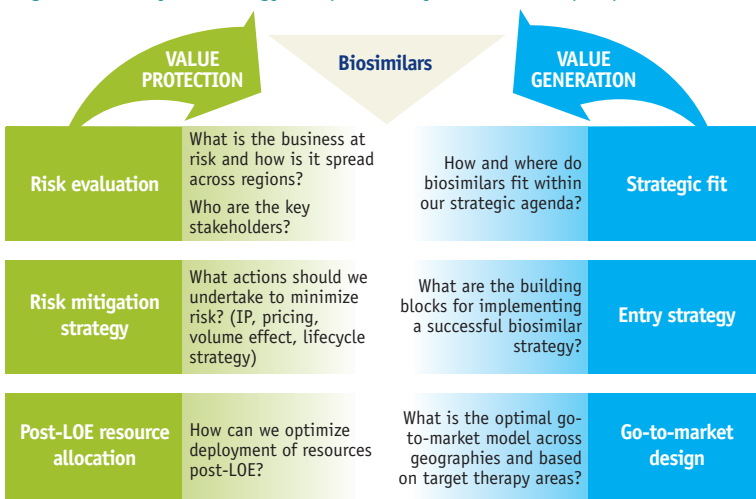 VALUE
PROTECTION
Biosimilars
VALUE
GENERATION
Risk evaluation
What is the business at
risk and how is it spread
across regions?
Who are the key
stakeholders?
How and where do
biosimilars fit within
our strategic agenda?
Strategic fit
Risk mitigation
strategy
What actions should we
undertake to minimize
risk? (IP, pricing,
volume effect, lifecycle
strategy)
What are the building
blocks for implementing
a successful biosimilar
strategy?
Entry strategy
Post-LOE resource
allocation
How can we optimize
deployment of resources
post-LOE?
What is the optimal go-
to-market model across
geographies and based
on target therapy areas?
Go-to-market
design